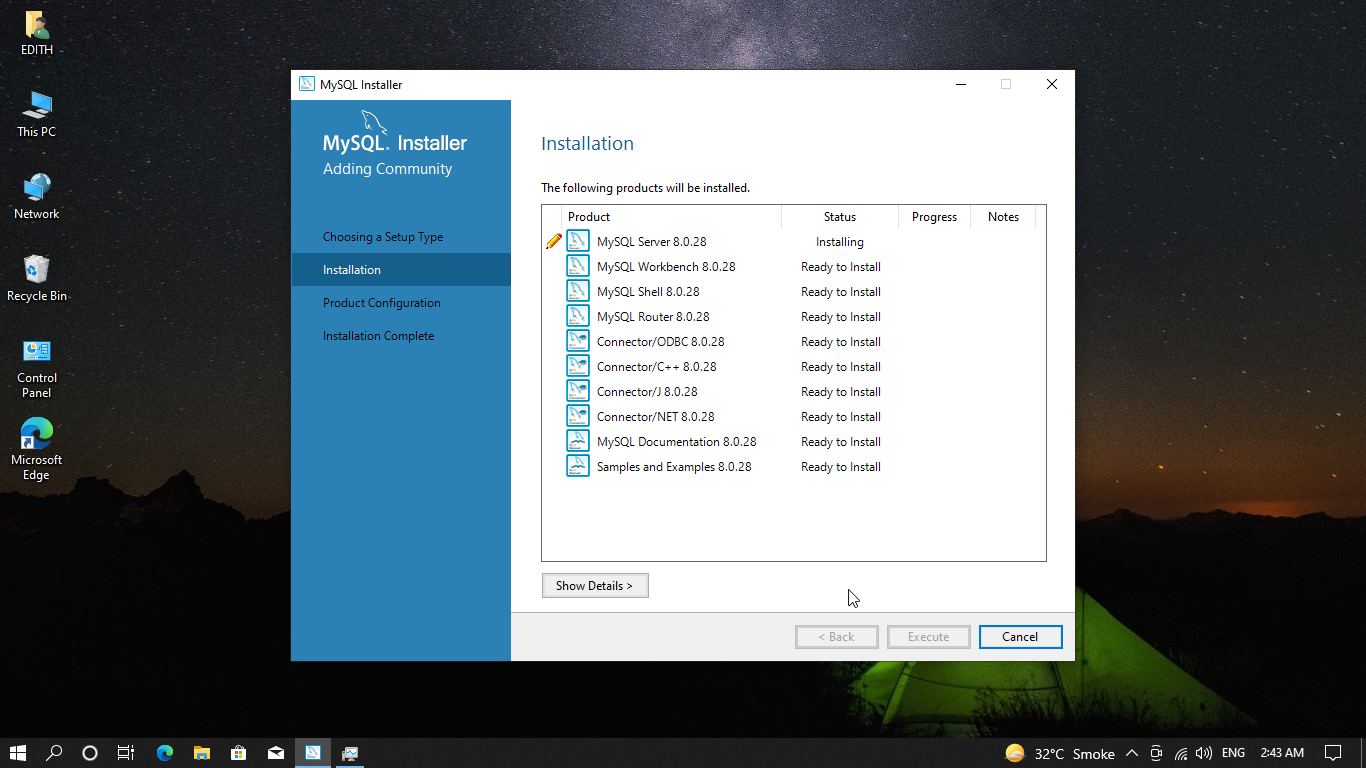 EDITH
This PC
Network
Recycle Bin
Control
Panel
Microsoft
Edge
MySQL Installer
MySQL. Installer
Adding Community
Choosing a Setup Type
Installation
Product Configuration
Installation Complete
Installation
The following products will be installed.
Product Status Progress Notes
MySQL Server 8.0.28 Installing
MySQL Workbench 8.0.28 Ready to Install
MySQL Shell 8.0.28 Ready to Install
MySQL Router 8.0.28 Ready to Install
Connector/ODBC 8.0.28 Ready to Install
Connector/C++ 8.0.28 Ready to Install
Connector/J 8.0.28 Ready to Install
Connector/NET 8.0.28 Ready to Install
MySQL Documentation 8.0.28 Ready to Install
Samples and Examples 8.0.28 Ready to Install
Show Details >
< Back Execute Cancel
32°C Smoke ENG 2:43 AM